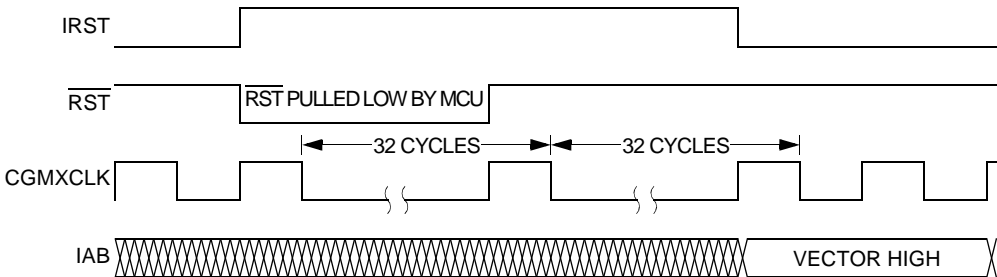 IRST
RST
RST PULLED LOW BY MCU
32 CYCLES
32 CYCLES
CGMXCLK
IAB
VECTOR HIGH